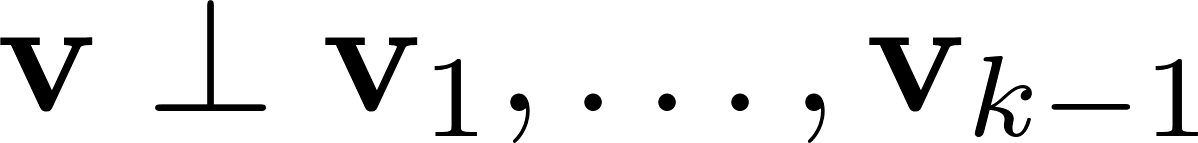 𝐯 ⊥ 𝐯₁, . . . , 𝐯ₖ₋₁